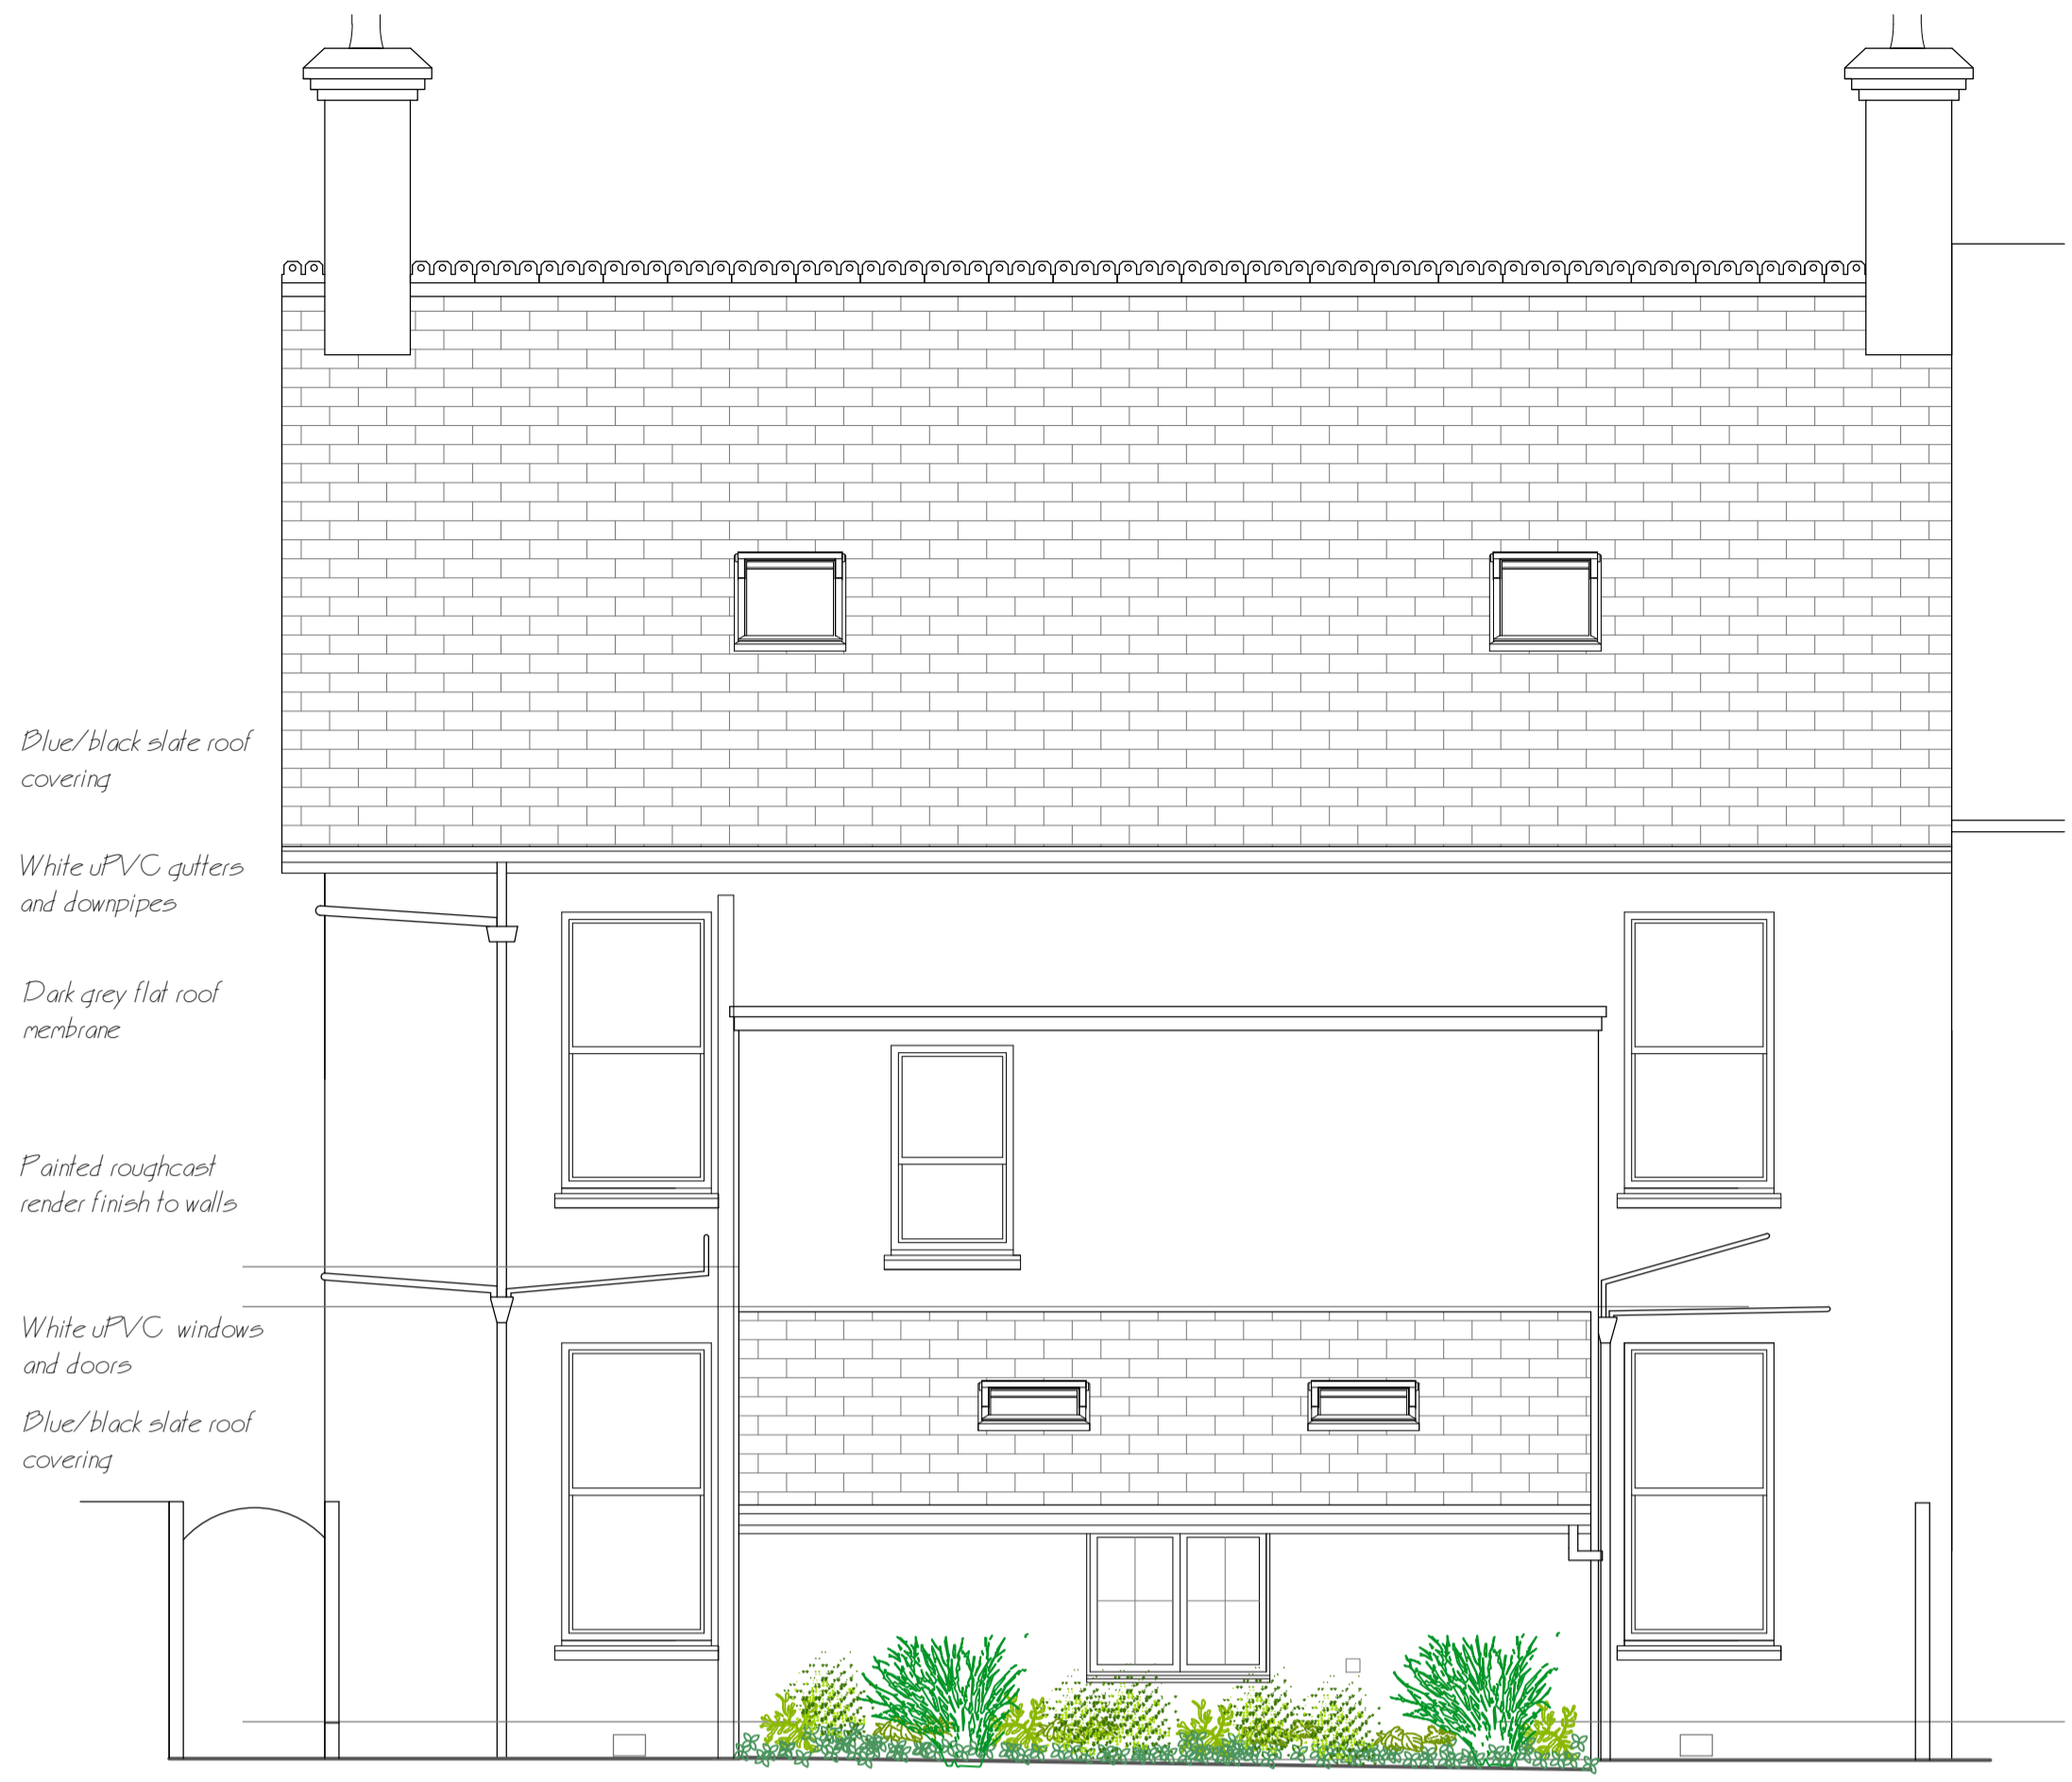 Blue/black slate roof
covering
White uPVC gutters
and downpipes
Dark grey flat roof
membrane
Painted roughcast
render finish to walls
White uPVC windows
and doors
Blue/black slate roof
covering